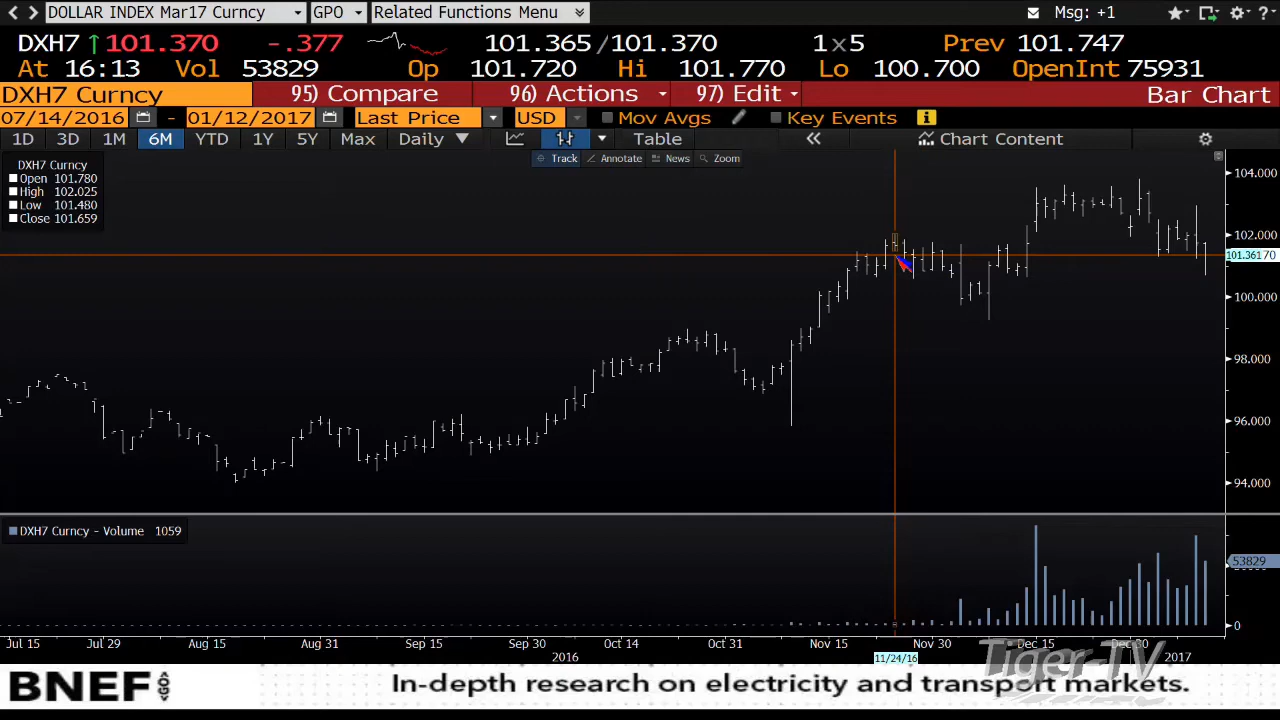 DOLLAR INDEX Mar17 Curncy GPO Related Functions Menu Msg: +1
DXH7 ↑101.370 -.377 101.365/101.370 1x5 Prev 101.747
At 16:13 Vol 53829 Op 101.720 Hi 101.770 Lo 100.700 OpenInt 75931
DXH7 Curncy 95) Compare 96) Actions 97) Edit Bar Chart
07/14/2016 - 01/12/2017 Last Price USD Mov Avgs Key Events
1D 3D 1M 6M YTD 1Y 5Y Max Daily ▼ Table « Chart Content
Track Annotate News Zoom
DXH7 Curncy
Open 101.780
High 102.025
Low 101.480
Close 101.659
104.000
102.000
101.36170
100.000
98.000
96.000
94.000
DXH7 Curncy - Volume 1059
53829
0
Jul 15 Jul 29 Aug 15 Aug 31 Sep 15 Sep 30 Oct 14 Oct 31 Nov 15 Nov 30 Dec 15 Dec 30
2016 11/24/16 2017
Tiger-TV
BNEF In-depth research on electricity and transport markets.